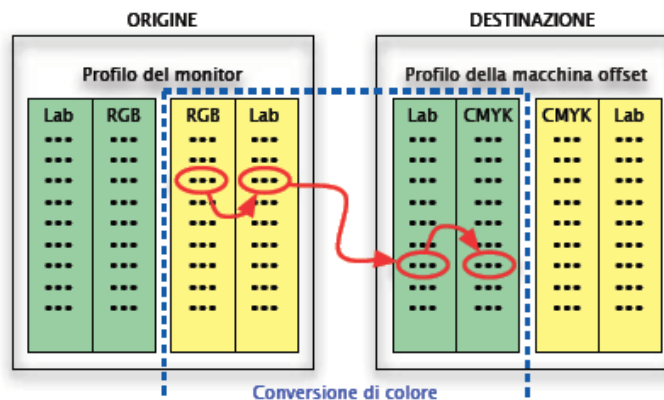 ORIGINE DESTINAZIONE
Profilo del monitor Profilo della macchina offset
Lab RGB RGB Lab Lab CMYK CMYK Lab
Conversione di colore